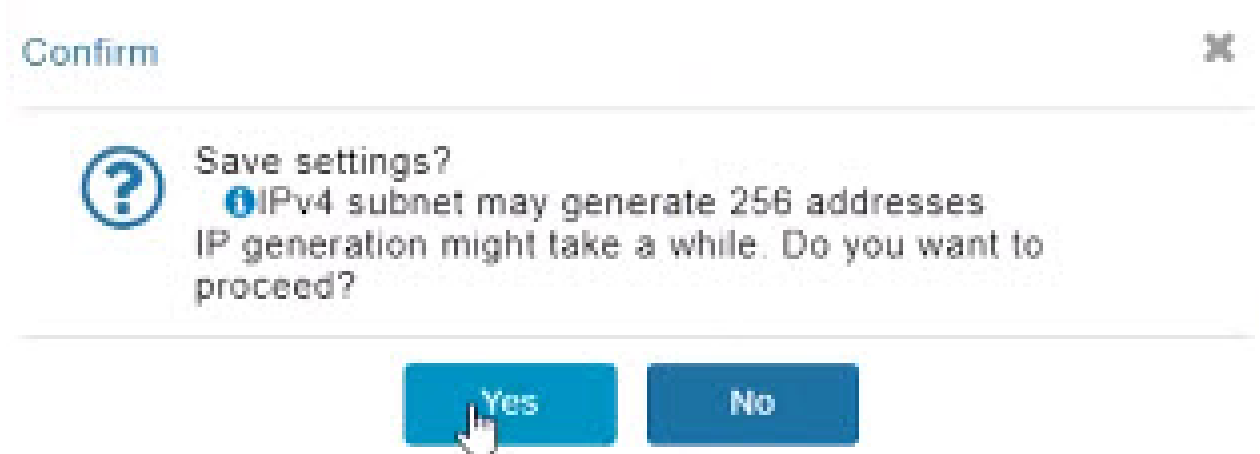 Confirm
Save settings?
IPv4 subnet may generate 256 addresses
IP generation might take a while. Do you want to
proceed?
Yes
No